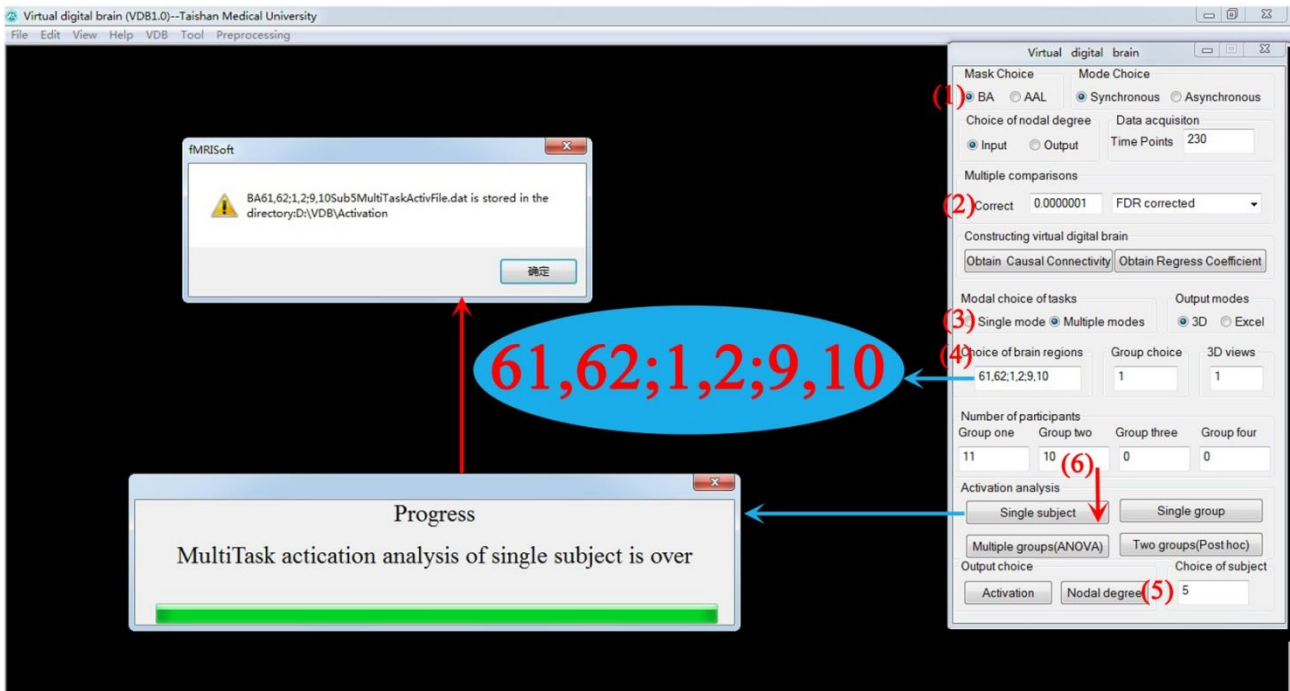 Virtual digital brain (VDB1.0)--Taishan Medical University
File Edit View Help VDB Tool Preprocessing
Virtual digital brain
Mask Choice Mode Choice
(1) BA AAL Synchronous Asynchronous
Choice of nodal degree Data acquisiton
Input Output Time Points 230
Multiple comparisons
(2) Correct 0.0000001 FDR corrected
Constructing virtual digital brain
Obtain Causal Connectivity Obtain Regress Coefficient
Modal choice of tasks Output modes
(3) Single mode Multiple modes 3D Excel
(4) Choice of brain regions Group choice 3D views
61,62;1,2;9,10 1 1
Number of participants
Group one Group two Group three Group four
11 10 0 0
(6)
Activation analysis
Single subject Single group
Multiple groups(ANOVA) Two groups(Post hoc)
Output choice Choice of subject
Activation Nodal degree (5) 5
fMRISoft
BA61,62;1,2;9,10Sub5MultiTaskActivFile.dat is stored in the
directory:D:\VDB\Activation
确定
61,62;1,2;9,10
Progress
MultiTask actication analysis of single subject is over